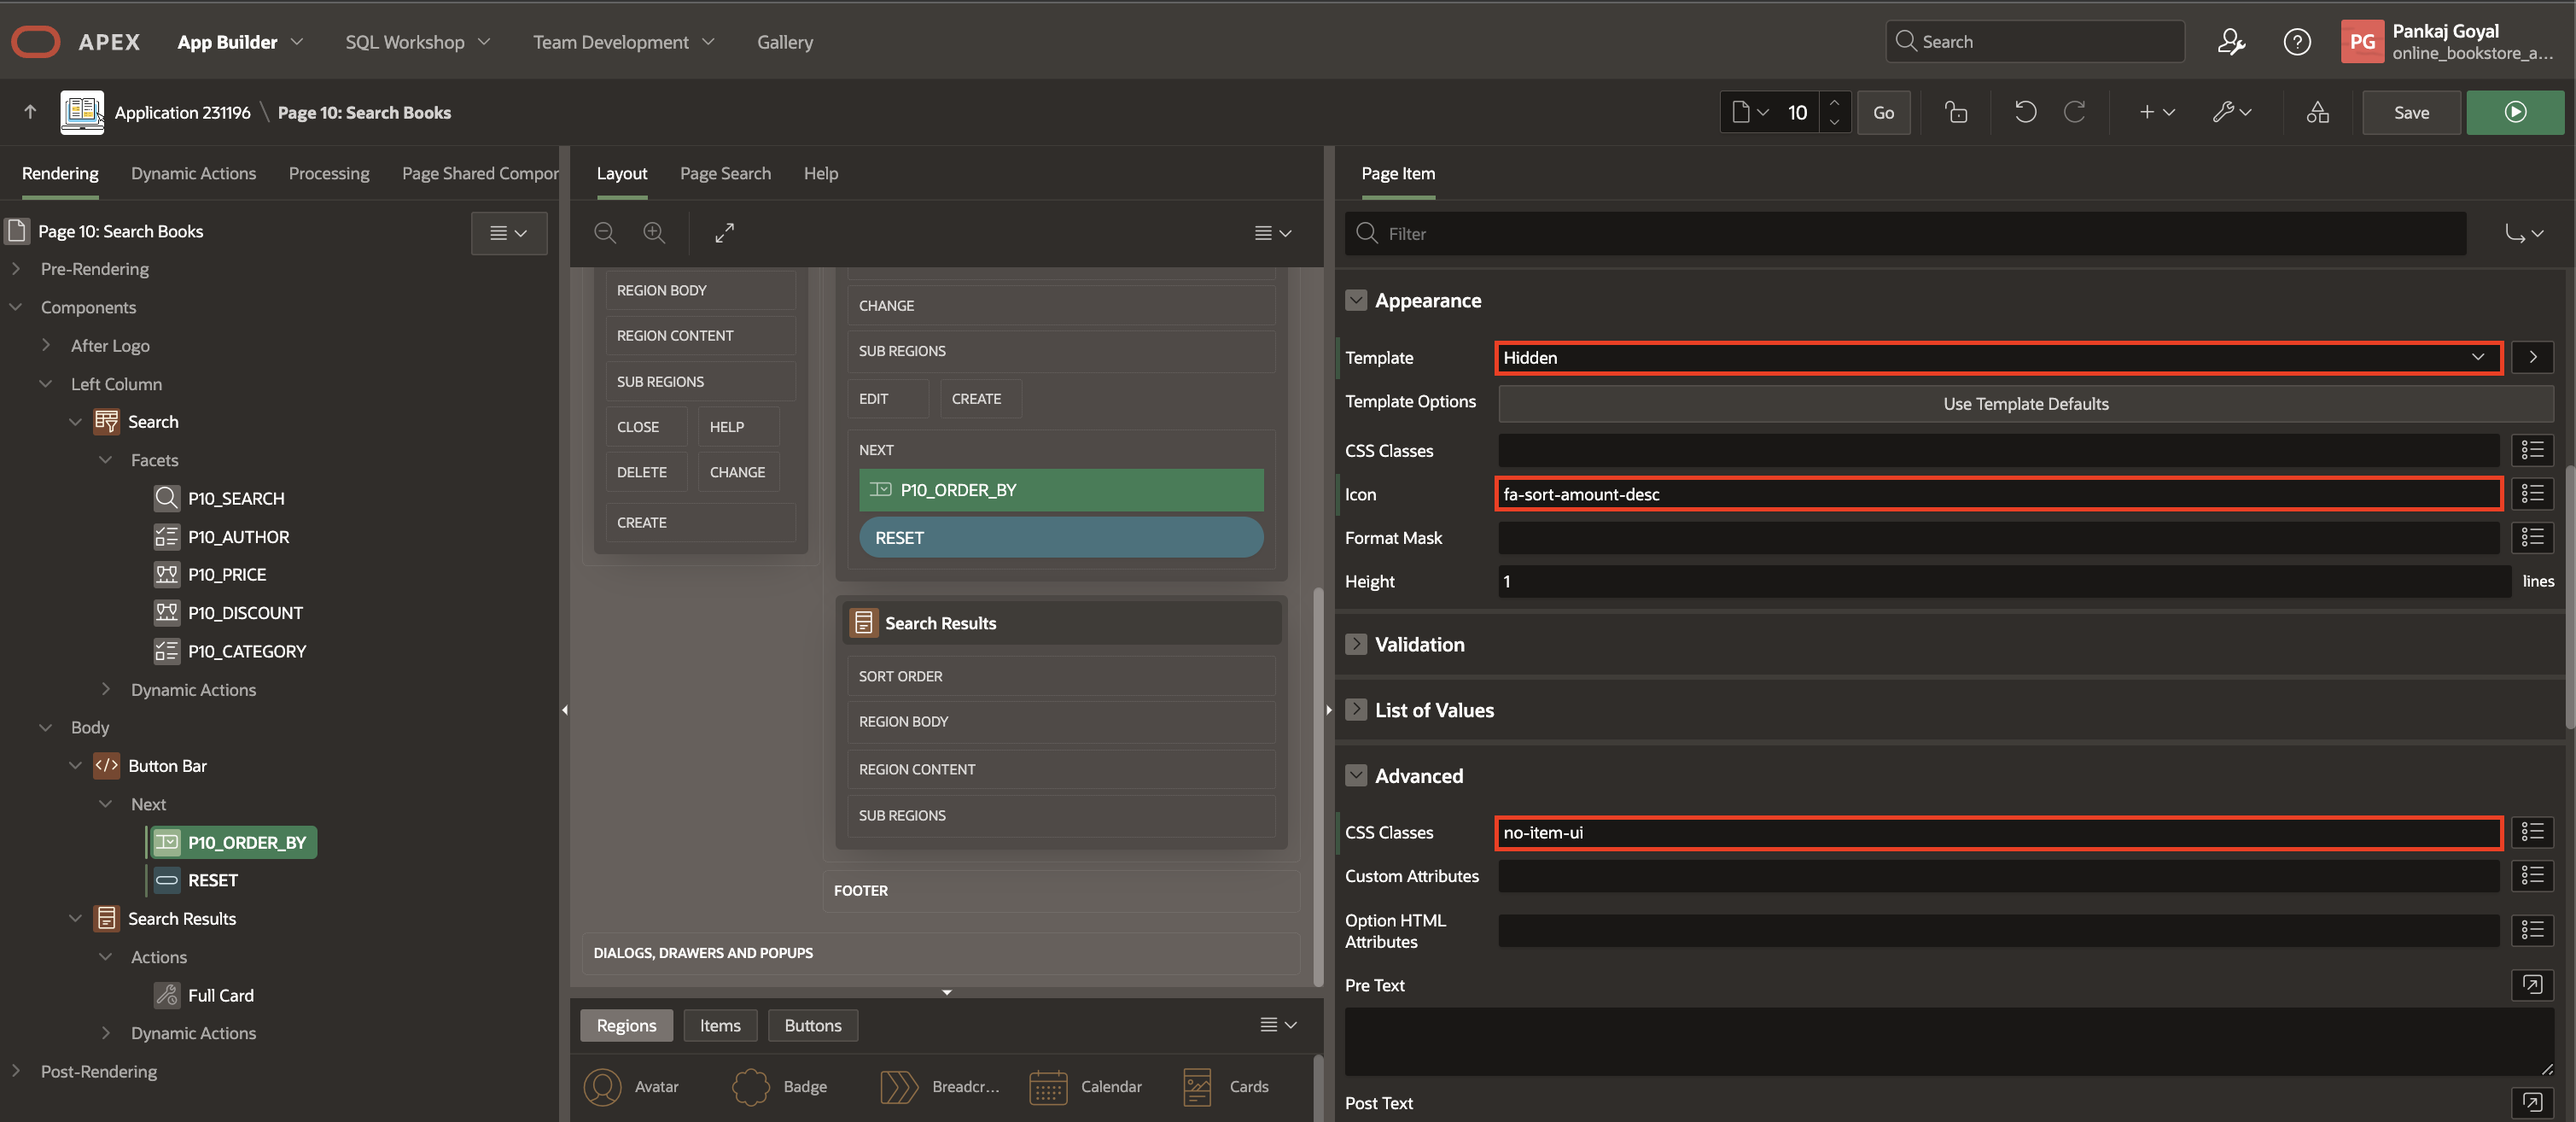 APEX
App Builder
SQL Workshop
Team Development
Gallery
Search
PG
Pankaj Goyal
online_bookstore_a...
Application 231196 \ Page 10: Search Books
10
Go
Save
Rendering
Dynamic Actions
Processing
Page Shared Compor
Page 10: Search Books
Pre-Rendering
Components
After Logo
Left Column
Search
Facets
P10_SEARCH
P10_AUTHOR
P10_PRICE
P10_DISCOUNT
P10_CATEGORY
Dynamic Actions
Body
Button Bar
Next
P10_ORDER_BY
RESET
Search Results
Actions
Full Card
Dynamic Actions
Post-Rendering
Layout
Page Search
Help
REGION BODY
REGION CONTENT
SUB REGIONS
CLOSE
HELP
DELETE
CHANGE
CREATE
CHANGE
SUB REGIONS
EDIT
CREATE
NEXT
P10_ORDER_BY
RESET
Search Results
SORT ORDER
REGION BODY
REGION CONTENT
SUB REGIONS
FOOTER
DIALOGS, DRAWERS AND POPUPS
Regions
Items
Buttons
Avatar
Badge
Breadcr...
Calendar
Cards
Page Item
Filter
Appearance
Template
Hidden
Template Options
Use Template Defaults
CSS Classes
Icon
fa-sort-amount-desc
Format Mask
Height
1
lines
Validation
List of Values
Advanced
CSS Classes
no-item-ui
Custom Attributes
Option HTML
Attributes
Pre Text
Post Text